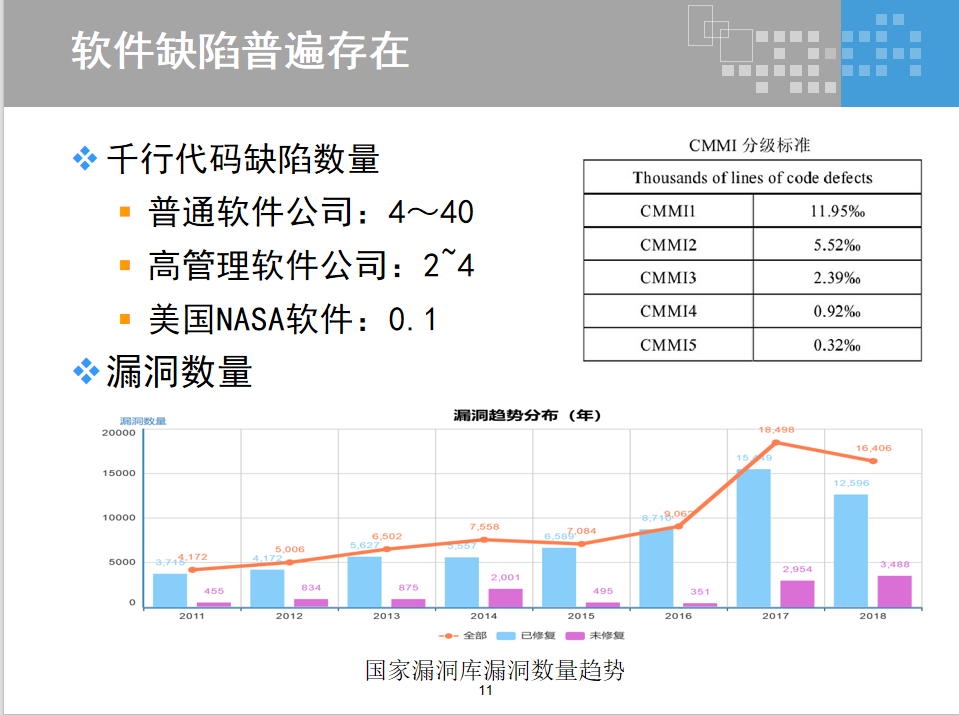 软件缺陷普遍存在
千行代码缺陷数量
普通软件公司：4～40
高管理软件公司：2~4
美国NASA软件：0.1
漏洞数量
CMMI 分级标准
Thousands of lines of code defects
CMMI1 11.95‰
CMMI2 5.52‰
CMMI3 2.39‰
CMMI4 0.92‰
CMMI5 0.32‰
漏洞趋势分布（年）
漏洞数量
20000
15000
10000
5000
0
4,172 5,006 6,502 7,558 7,084 9,062 18,498 16,406
4,172 5,627 5,557 6,589 12,596
455 834 875 2,001 495 351 2,954 3,488
2011 2012 2013 2014 2015 2016 2017 2018
全部 已修复 未修复
国家漏洞库漏洞数量趋势
11